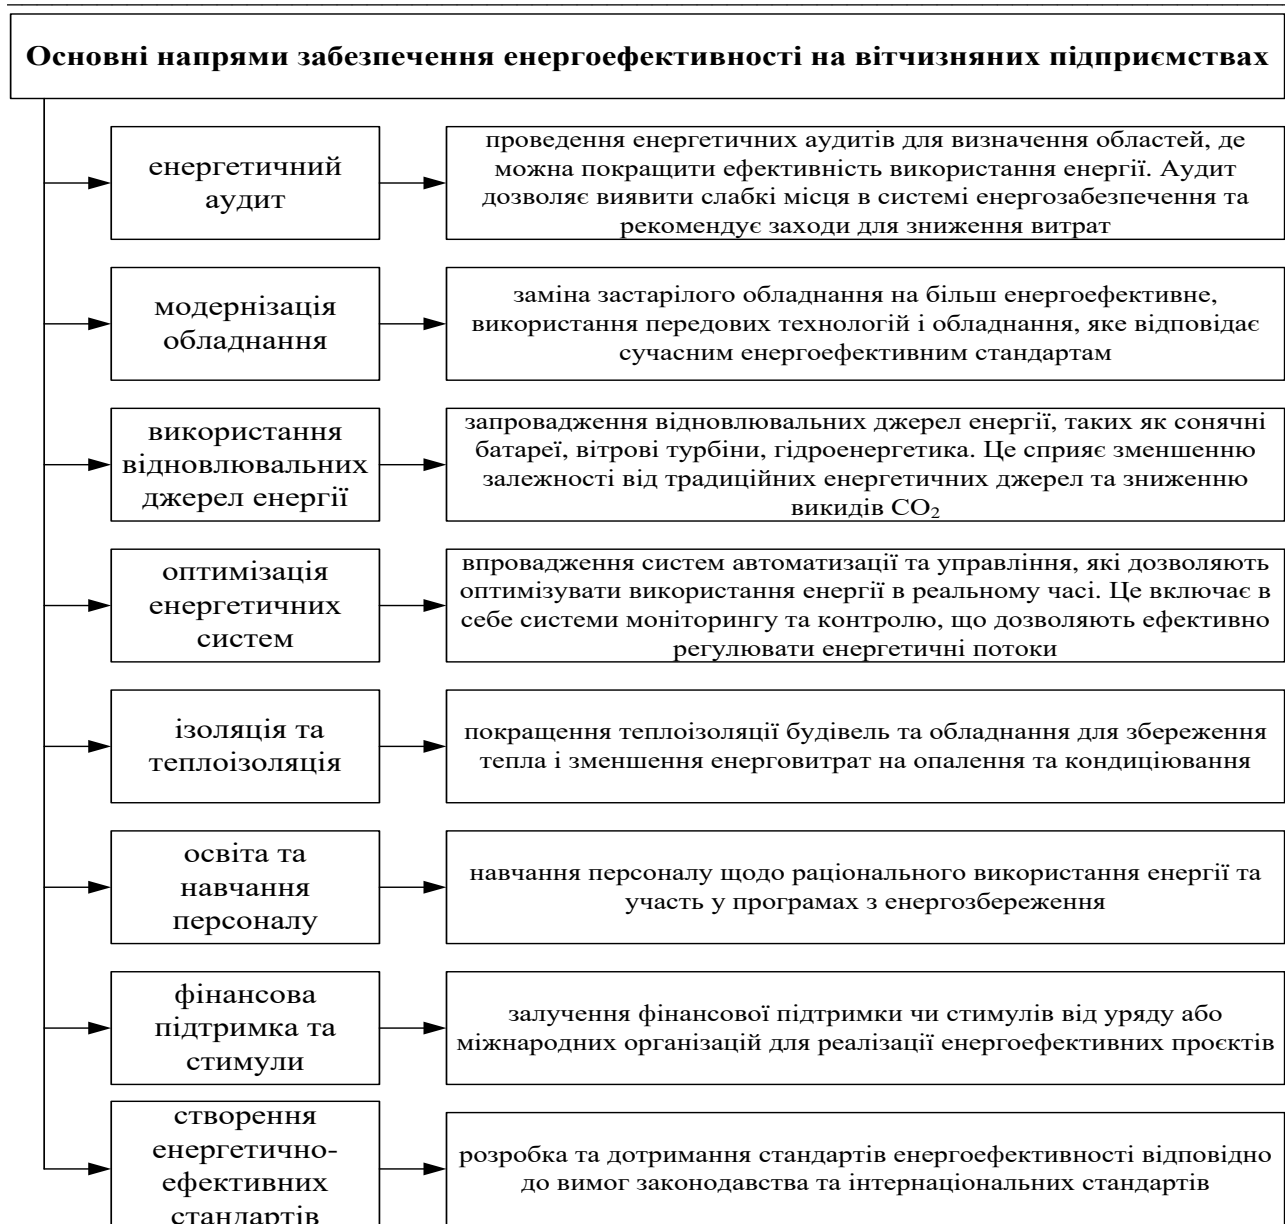 Основні напрями забезпечення енергоефективності на вітчизняних підприємствах
енергетичний
аудит
проведення енергетичних аудитів для визначення областей, де
можна покращити ефективність використання енергії. Аудит
дозволяє виявити слабкі місця в системі енергозабезпечення та
рекомендує заходи для зниження витрат
модернізація
обладнання
заміна застарілого обладнання на більш енергоефективне,
використання передових технологій і обладнання, яке відповідає
сучасним енергоефективним стандартам
використання
відновлювальних
джерел енергії
запровадження відновлювальних джерел енергії, таких як сонячні
батареї, вітрові турбіни, гідроенергетика. Це сприяє зменшенню
залежності від традиційних енергетичних джерел та зниженню
викидів CO₂
оптимізація
енергетичних
систем
впровадження систем автоматизації та управління, які дозволяють
оптимізувати використання енергії в реальному часі. Це включає в
себе системи моніторингу та контролю, що дозволяють ефективно
регулювати енергетичні потоки
ізоляція та
теплоізоляція
покращення теплоізоляції будівель та обладнання для збереження
тепла і зменшення енерговитрат на опалення та кондиціювання
освіта та
навчання
персоналу
навчання персоналу щодо раціонального використання енергії та
участь у програмах з енергозбереження
фінансова
підтримка та
стимули
залучення фінансової підтримки чи стимулів від уряду або
міжнародних організацій для реалізації енергоефективних проєктів
створення
енергетично-
ефективних
стандартів
розробка та дотримання стандартів енергоефективності відповідно
до вимог законодавства та інтернаціональних стандартів